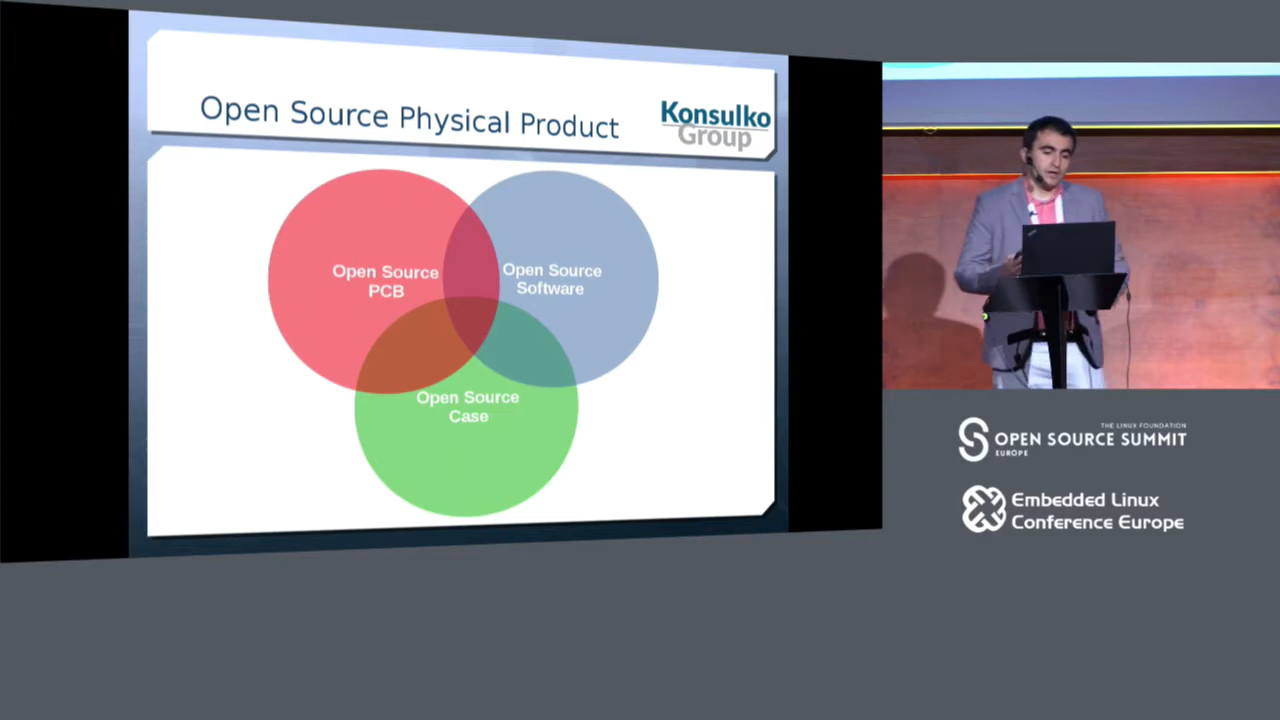 Open Source Physical Product
Konsulko
Group
Open Source
PCB
Open Source
Software
Open Source
Case
THE LINUX FOUNDATION
OPEN SOURCE SUMMIT
EUROPE
Embedded Linux
Conference Europe